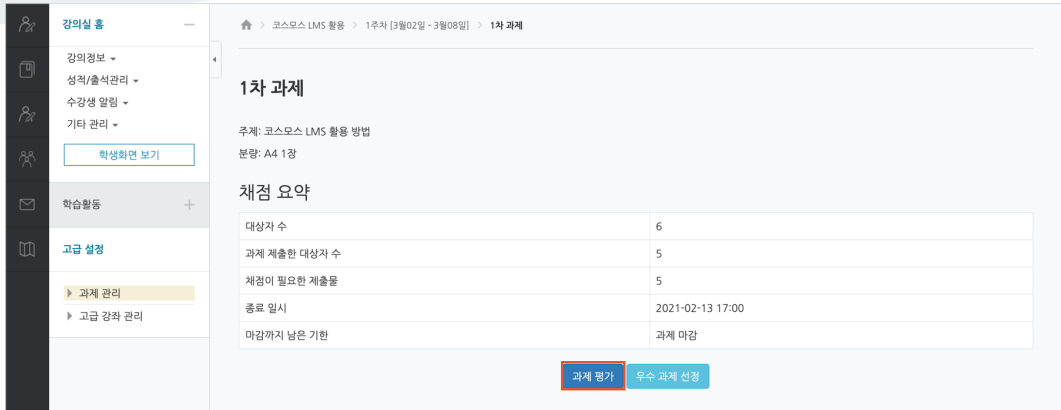 강의실 홈
강의정보
성적/출석관리
수강생 알림
기타 관리
학생화면 보기
학습활동
고급 설정
과제 관리
고급 강좌 관리
코스모스 LMS 활용 > 1주차 [3월02일 - 3월08일] > 1차 과제
1차 과제
주제: 코스모스 LMS 활용 방법
분량: A4 1장
채점 요약
대상자 수 6
과제 제출한 대상자 수 5
채점이 필요한 제출물 5
종료 일시 2021-02-13 17:00
마감까지 남은 기한 과제 마감
과제 평가 우수 과제 선정